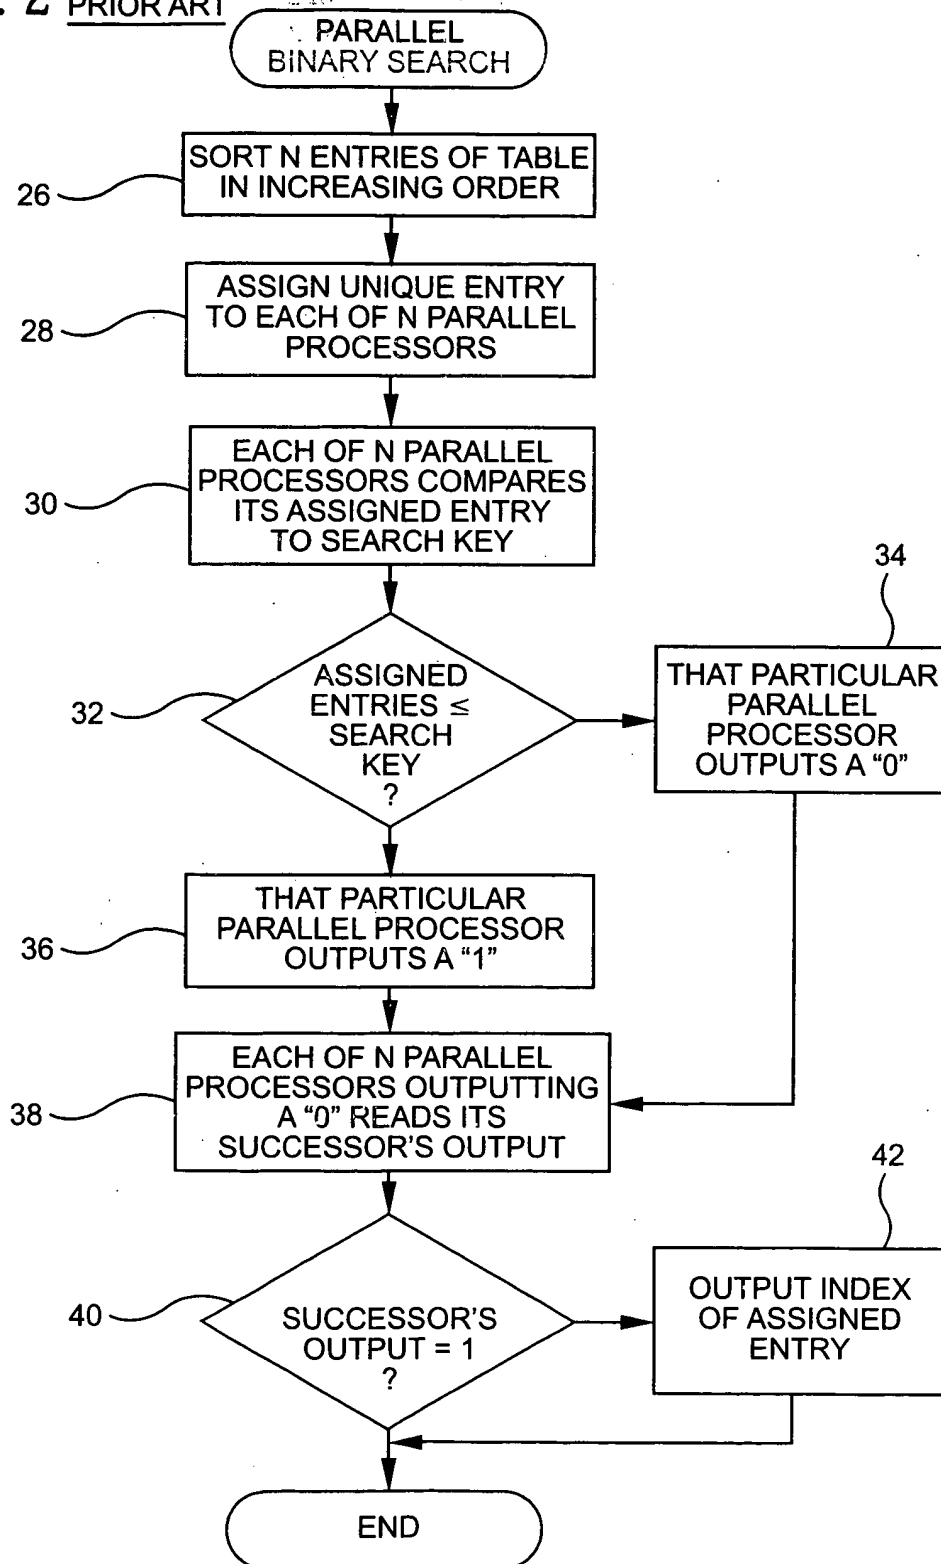 . 2 PRIOR ART
PARALLEL
BINARY SEARCH
26
SORT N ENTRIES OF TABLE
IN INCREASING ORDER
28
ASSIGN UNIQUE ENTRY
TO EACH OF N PARALLEL
PROCESSORS
30
EACH OF N PARALLEL
PROCESSORS COMPARES
ITS ASSIGNED ENTRY
TO SEARCH KEY
32
ASSIGNED
ENTRIES ≤
SEARCH
KEY
?
34
THAT PARTICULAR
PARALLEL
PROCESSOR
OUTPUTS A “0”
36
THAT PARTICULAR
PARALLEL PROCESSOR
OUTPUTS A “1”
38
EACH OF N PARALLEL
PROCESSORS OUTPUTTING
A “0” READS ITS
SUCCESSOR'S OUTPUT
40
SUCCESSOR'S
OUTPUT = 1
?
42
OUTPUT INDEX
OF ASSIGNED
ENTRY
END